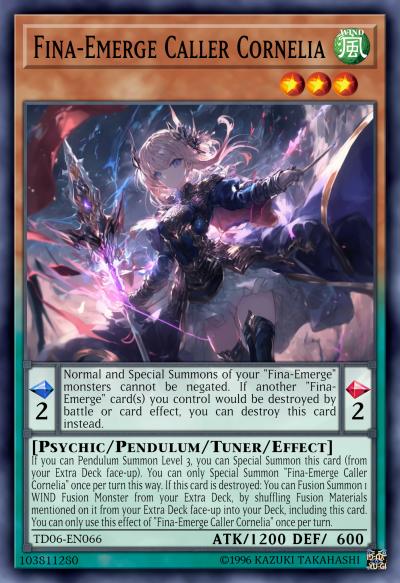 Fina-Emerge Caller Cornelia
WIND
風
Normal and Special Summons of your "Fina-Emerge"
monsters cannot be negated. If another "Fina-
Emerge" card(s) you control would be destroyed by
battle or card effect, you can destroy this card
instead.
2
2
[Psychic/Pendulum/Tuner/Effect]
If you can Pendulum Summon Level 3, you can Special Summon this card (from
your Extra Deck face-up). You can only Special Summon "Fina-Emerge Caller
Cornelia" once per turn this way. If this card is destroyed: You can Fusion Summon 1
WIND Fusion Monster from your Extra Deck, by shuffling Fusion Materials
mentioned on it from your Extra Deck face-up into your Deck, including this card.
You can only use this effect of "Fina-Emerge Caller Cornelia" once per turn.
TD06-EN066
ATK/1200 DEF/ 600
103811280
©1996 KAZUKI TAKAHASHI